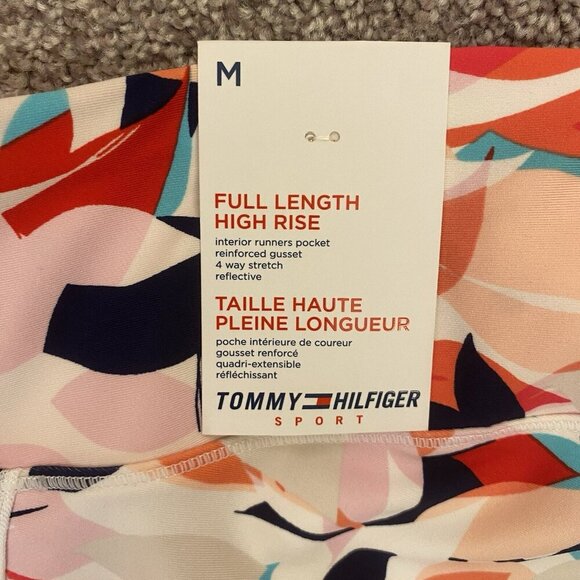 M
FULL LENGTH
HIGH RISE
interior runners pocket
reinforced gusset
4 way stretch
reflective
TAILLE HAUTE
PLEINE LONGUEUR
poche intérieure de coureur
gousset renforcé
quadri-extensible
réfléchissant
TOMMY HILFIGER
SPORT